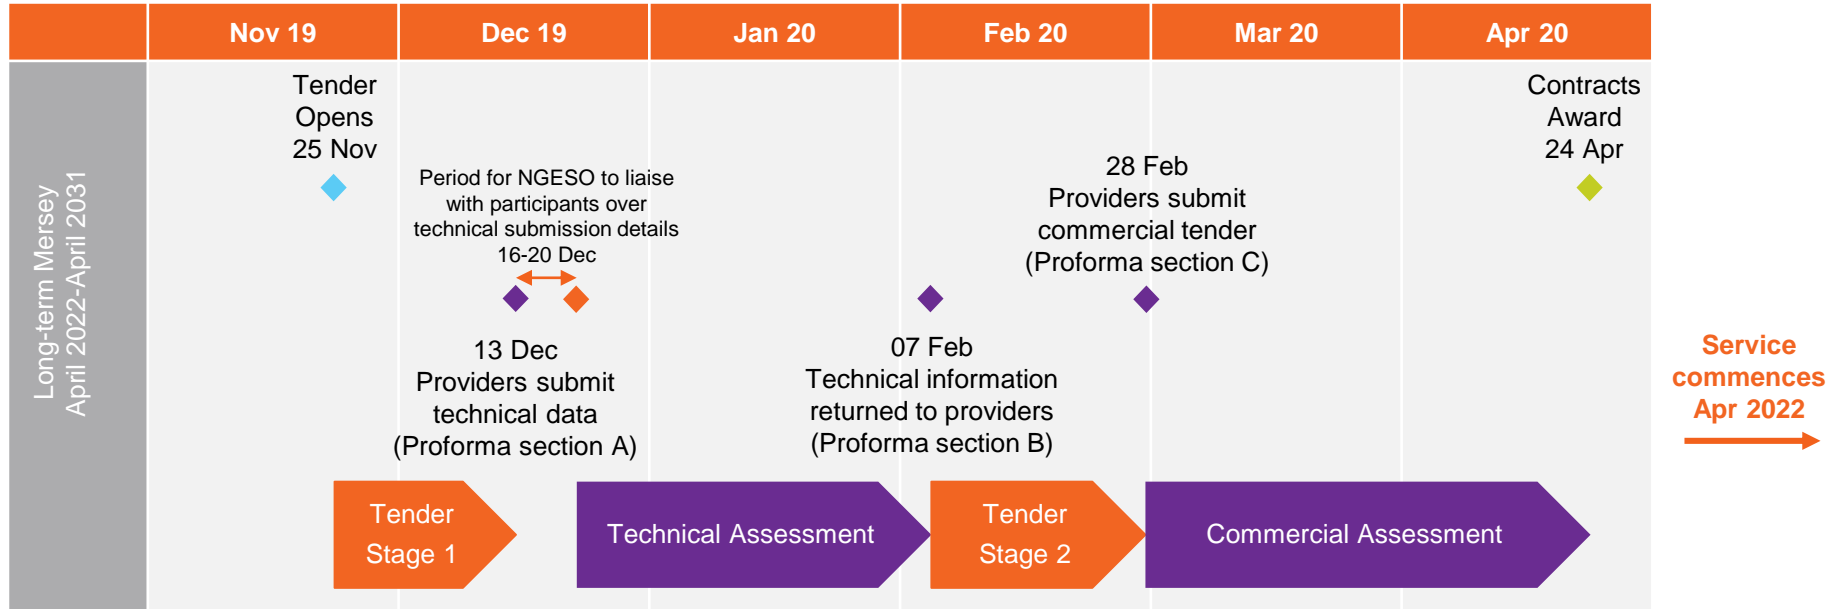 Nov 19
Dec 19
Jan 20
Feb 20
Mar 20
Apr 20
Long-term Mersey
April 2022-April 2031
Tender
Opens
25 Nov
Period for NGESO to liaise
with participants over
technical submission details
16-20 Dec
13 Dec
Providers submit
technical data
(Proforma section A)
07 Feb
Technical information
returned to providers
(Proforma section B)
28 Feb
Providers submit
commercial tender
(Proforma section C)
Contracts
Award
24 Apr
Service
commences
Apr 2022
Tender
Stage 1
Technical Assessment
Tender
Stage 2
Commercial Assessment